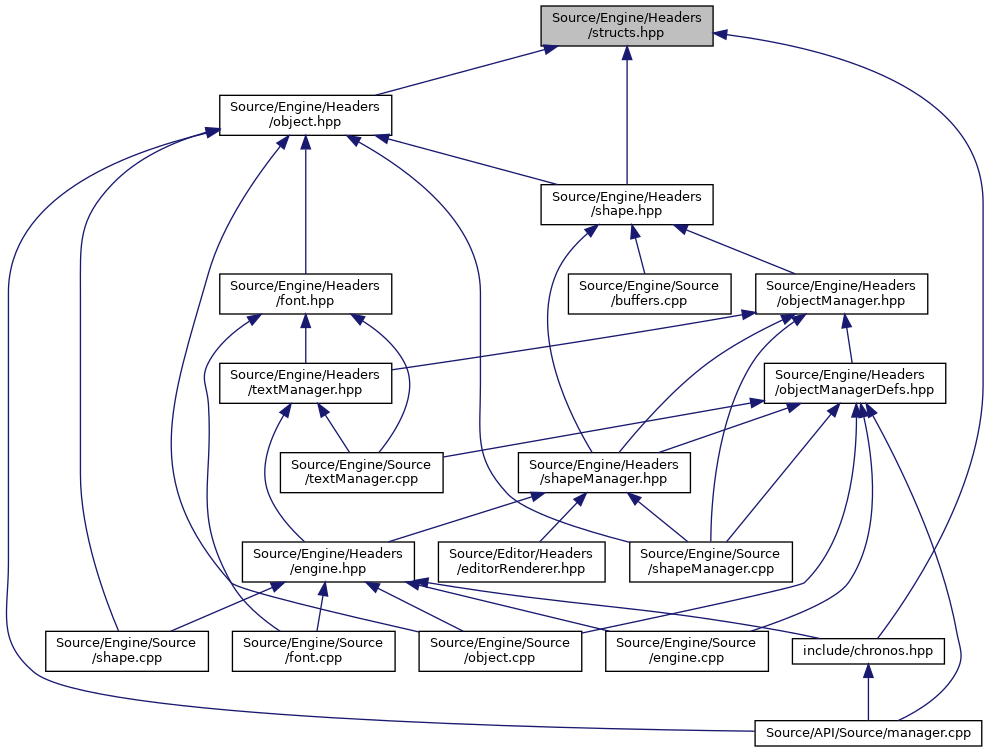 Source/Engine/Headers
/structs.hpp
Source/Engine/Headers
/object.hpp
Source/Engine/Headers
/shape.hpp
Source/Engine/Headers
/font.hpp
Source/Engine/Source
/buffers.cpp
Source/Engine/Headers
/objectManager.hpp
Source/Engine/Headers
/textManager.hpp
Source/Engine/Headers
/objectManagerDefs.hpp
Source/Engine/Source
/textManager.cpp
Source/Engine/Headers
/shapeManager.hpp
Source/Engine/Headers
/engine.hpp
Source/Editor/Headers
/editorRenderer.hpp
Source/Engine/Source
/shapeManager.cpp
Source/Engine/Source
/shape.cpp
Source/Engine/Source
/font.cpp
Source/Engine/Source
/object.cpp
Source/Engine/Source
/engine.cpp
include/chronos.hpp
Source/API/Source/manager.cpp